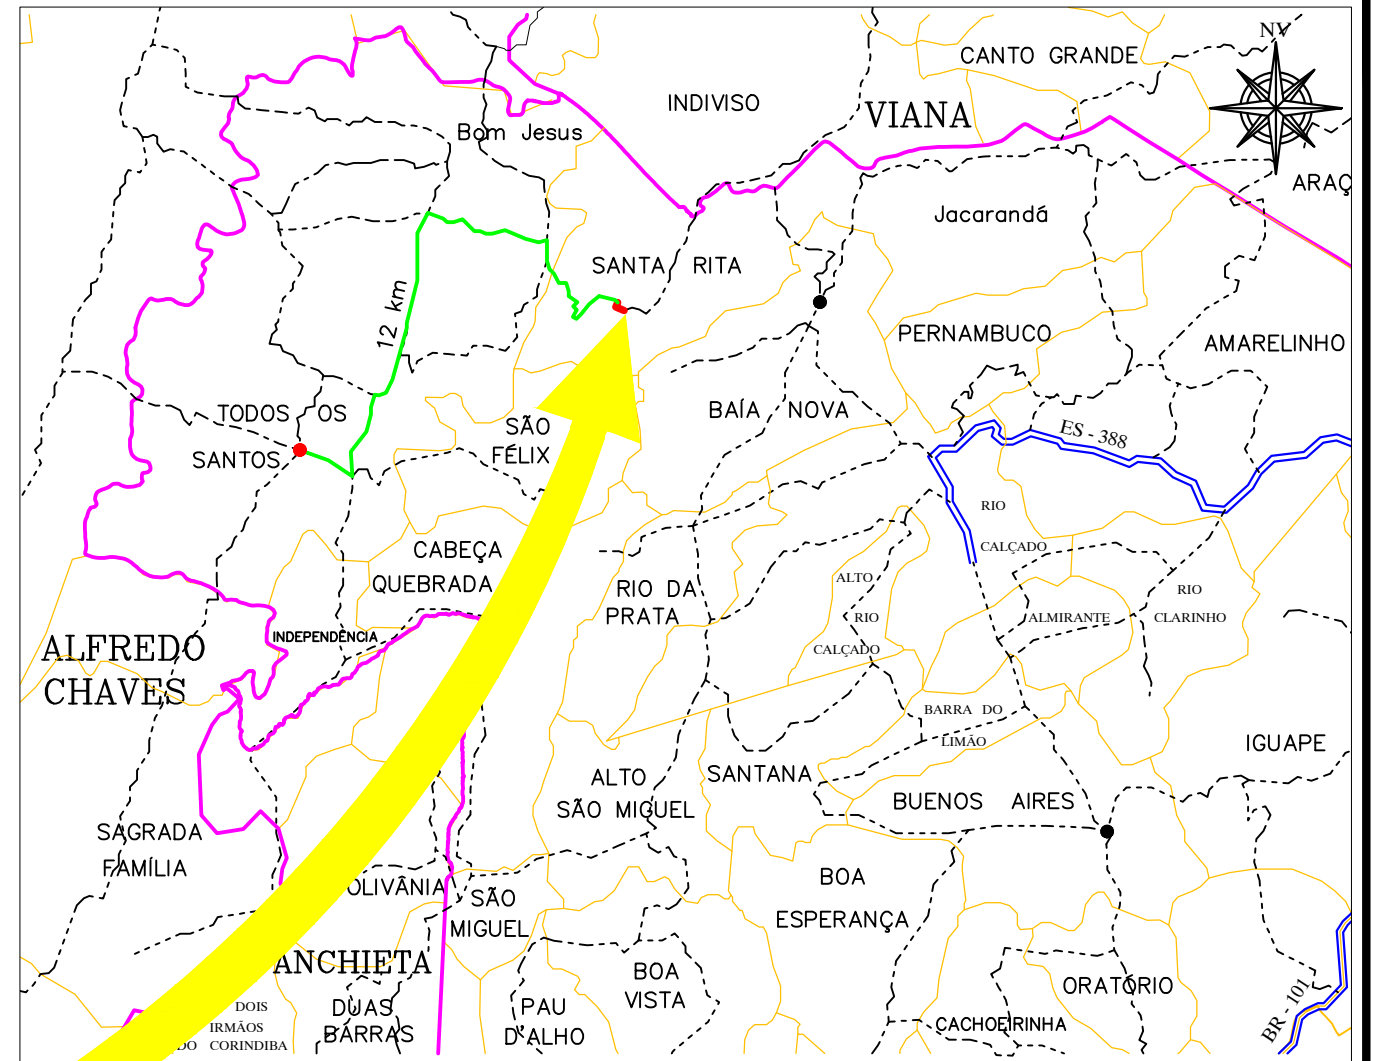 NV
CANTO GRANDE
INDIVISO
VIANA
Bom Jesus
ARAÇ
Jacarandá
SANTA RITA
12 km
PERNAMBUCO
AMARELINHO
TODOS OS
SANTOS
BAÍA NOVA
SÃO
FÉLIX
ES - 388
RIO
CALÇADO
CABEÇA
QUEBRADA
RIO DA
PRATA
ALTO
RIO
CALÇADO
ALMIRANTE
RIO
CLARINHO
INDEPENDÊNCIA
ALFREDO
CHAVES
BARRA DO
LIMÃO
IGUAPE
ALTO
SÃO MIGUEL
SANTANA
BUENOS AIRES
SAGRADA
FAMÍLIA
OLIVÂNIA
SÃO
MIGUEL
BOA
ESPERANÇA
ANCHIETA
BOA
VISTA
ORATÓRIO
DOIS
IRMÃOS
DO CORINDIBA
DUAS
BARRAS
PAU
D'ALHO
CACHOEIRINHA
BR - 101